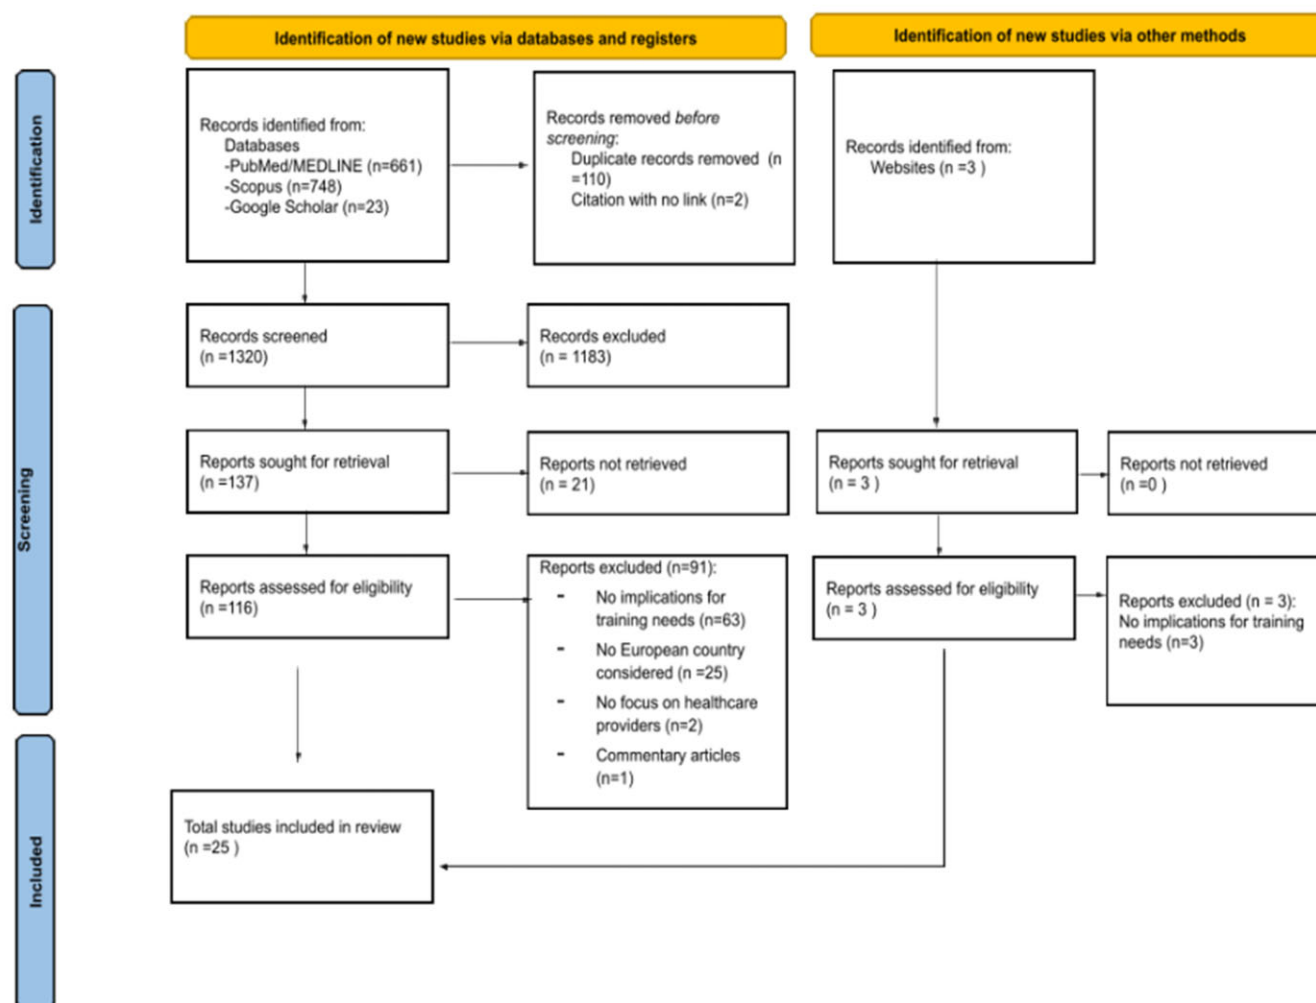 Identification of new studies via databases and registers
Identification of new studies via other methods
Identification
Records identified from:
Databases
-PubMed/MEDLINE (n=661)
-Scopus (n=748)
-Google Scholar (n=23)
Records removed before
screening:
Duplicate records removed (n
=110)
Citation with no link (n=2)
Records identified from:
Websites (n =3 )
Screening
Records screened
(n =1320)
Records excluded
(n = 1183)
Reports sought for retrieval
(n =137)
Reports not retrieved
(n = 21)
Reports sought for retrieval
(n = 3 )
Reports not retrieved
(n =0 )
Reports assessed for eligibility
(n =116)
Reports excluded (n=91):
- No implications for
training needs (n=63)
- No European country
considered (n =25)
- No focus on healthcare
providers (n=2)
- Commentary articles
(n=1)
Reports assessed for eligibility
(n = 3 )
Reports excluded (n = 3):
No implications for training
needs (n=3)
Included
Total studies included in review
(n =25 )